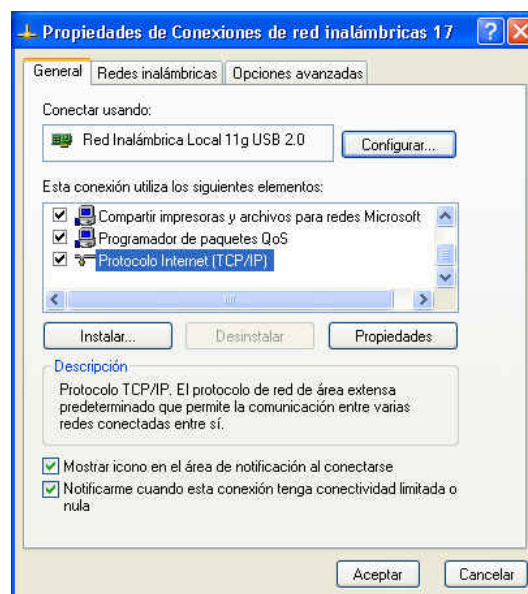 Propiedades de Conexiones de red inalámbricas 17
General
Redes inalámbricas
Opciones avanzadas
Conectar usando:
Red Inalámbrica Local 11g USB 2.0
Configurar...
Esta conexión utiliza los siguientes elementos:
Compartir impresoras y archivos para redes Microsoft
Programador de paquetes QoS
Protocolo Internet (TCP/IP)
Instalar...
Desinstalar
Propiedades
Descripción
Protocolo TCP/IP. El protocolo de red de área extensa
predeterminado que permite la comunicación entre varias
redes conectadas entre sí.
Mostrar icono en el área de notificación al conectarse
Notificarme cuando esta conexión tenga conectividad limitada o
nula
Aceptar
Cancelar